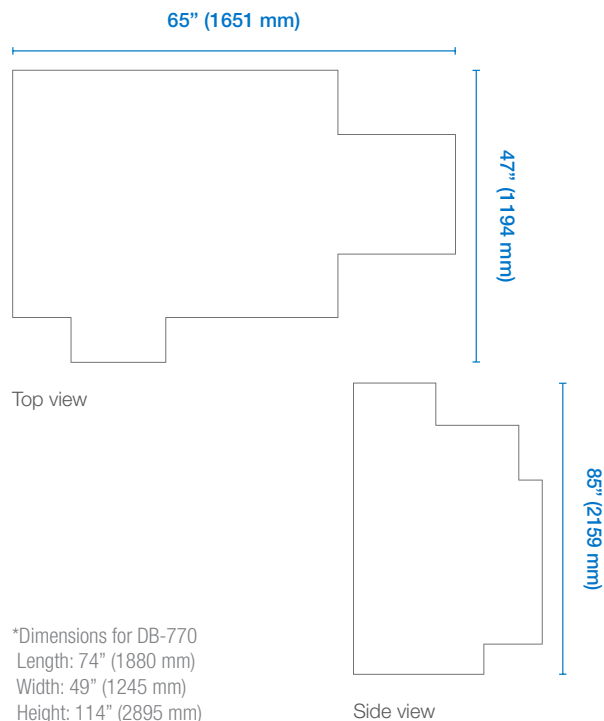 65” (1651 mm)
47” (1194 mm)
Top view
85” (2159 mm)
*Dimensions for DB-770
Length: 74” (1880 mm)
Width: 49” (1245 mm)
Height: 114” (2895 mm)
Side view